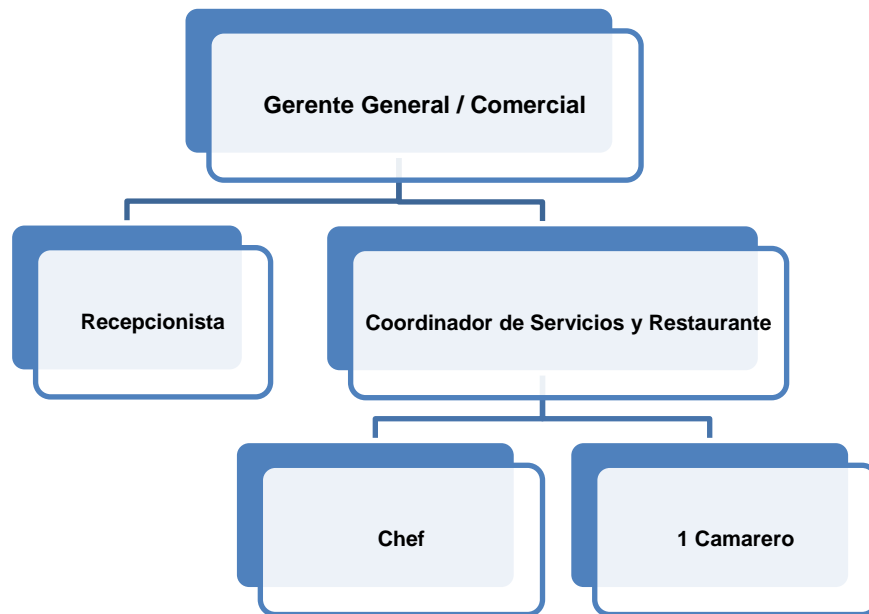 Gerente General / Comercial
Recepcionista
Coordinador de Servicios y Restaurante
Chef
1 Camarero